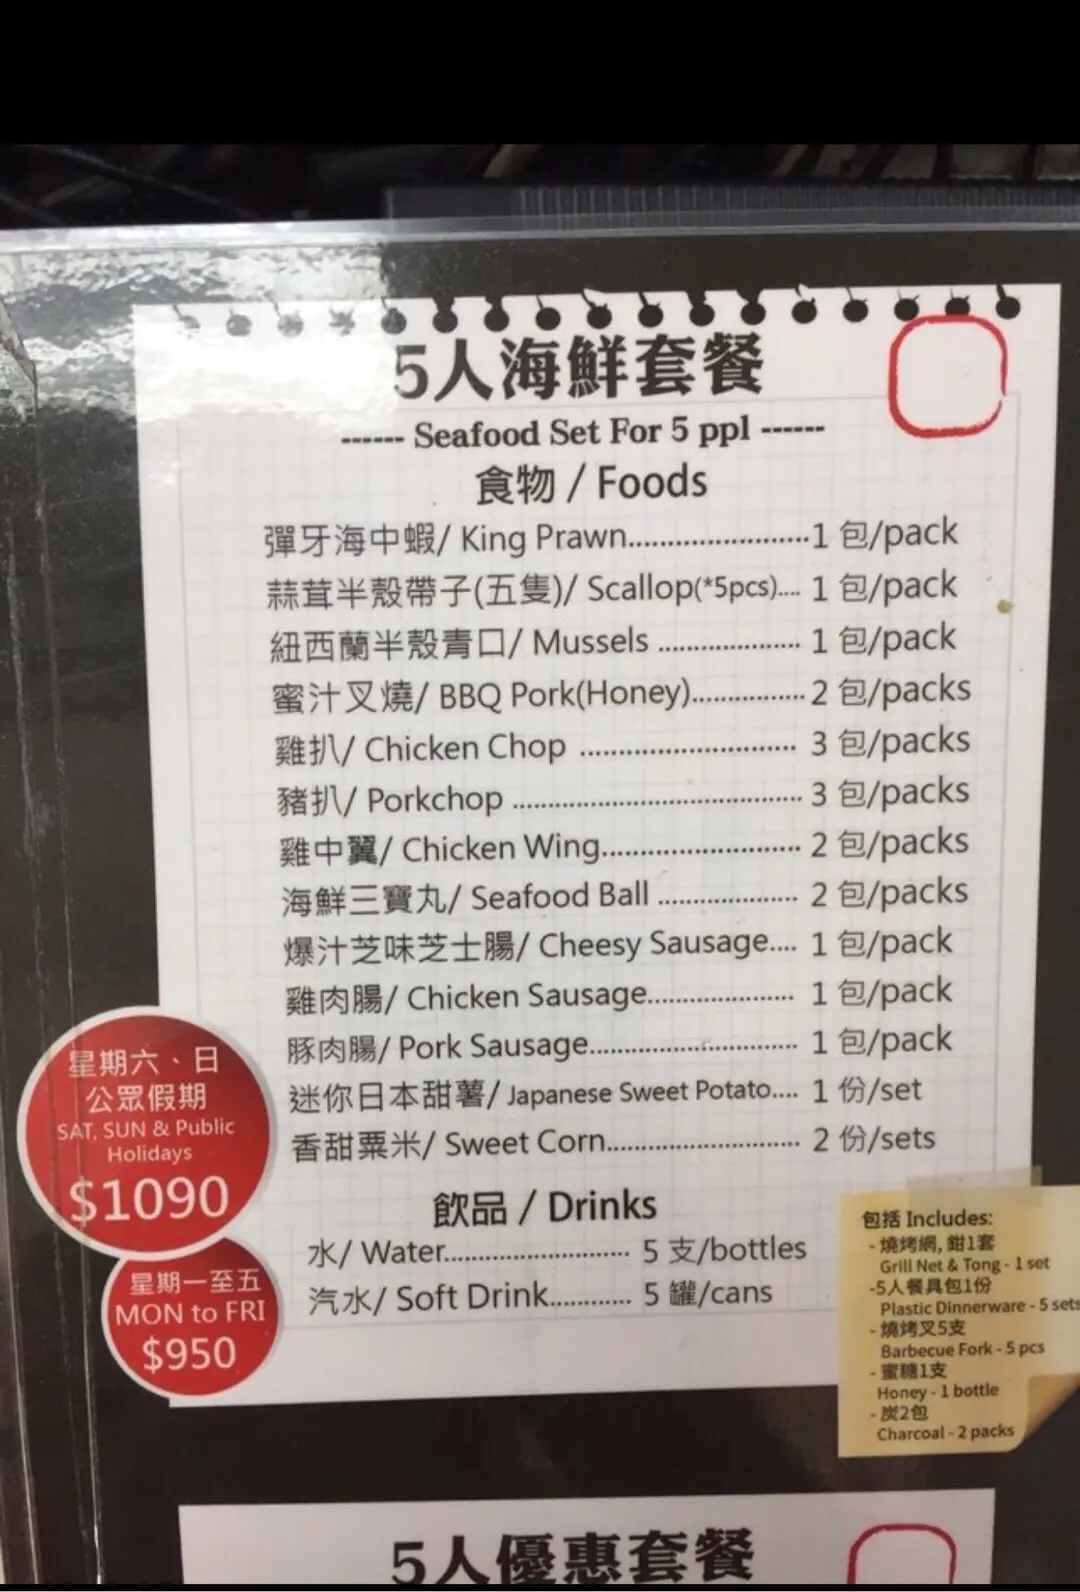 5人海鮮套餐
------ Seafood Set For 5 ppl ------
食物 / Foods
彈牙海中蝦/ King Prawn........................1 包/pack
蒜茸半殼帶子(五隻)/ Scallop(*5pcs).... 1 包/pack
紐西蘭半殼青口/ Mussels ................... 1 包/pack
蜜汁叉燒/ BBQ Pork(Honey)............... 2 包/packs
雞扒/ Chicken Chop ............................. 3 包/packs
豬扒/ Porkchop ....................................... 3 包/packs
雞中翼/ Chicken Wing........................... 2 包/packs
海鮮三寶丸/ Seafood Ball ................... 2 包/packs
爆汁芝味芝士腸/ Cheesy Sausage.... 1 包/pack
雞肉腸/ Chicken Sausage.................... 1 包/pack
豚肉腸/ Pork Sausage............................ 1 包/pack
迷你日本甜薯/ Japanese Sweet Potato.... 1 份/set
香甜粟米/ Sweet Corn.......................... 2 份/sets
飲品 / Drinks
水/ Water.......................... 5 支/bottles
汽水/ Soft Drink............ 5 罐/cans
星期六、日
公眾假期
SAT, SUN & Public
Holidays
$1090
星期一至五
MON to FRI
$950
包括 Includes:
- 燒烤網, 鉗1套
Grill Net & Tong - 1 set
-5人餐具包1份
Plastic Dinnerware - 5 sets
- 燒烤叉5支
Barbecue Fork - 5 pcs
- 蜜糖1支
Honey - 1 bottle
- 炭2包
Charcoal - 2 packs
5人優惠套餐